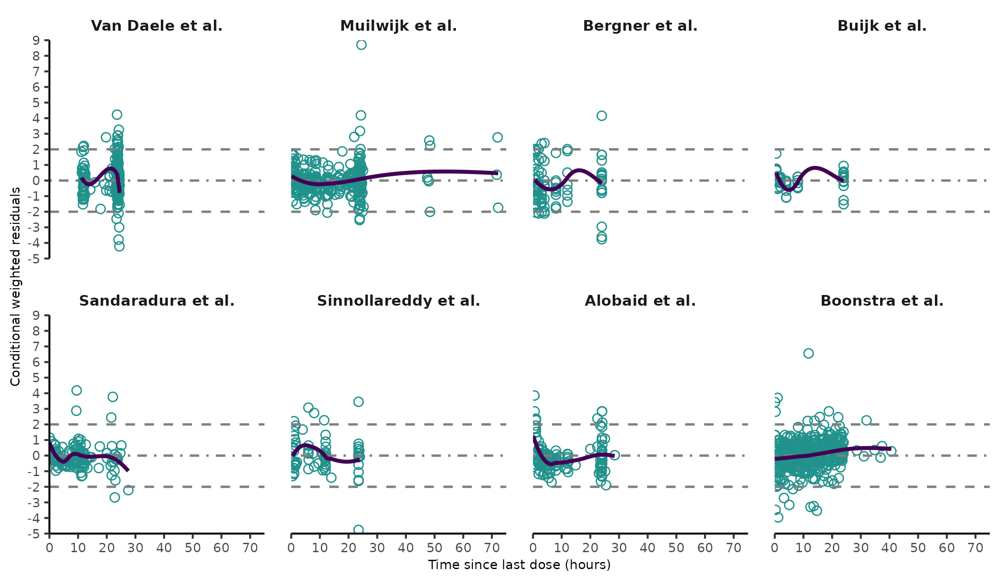 Van Daele et al.
Muilwijk et al.
Bergner et al.
Buijk et al.
9
8
7
6
5
4
3
2
1
0
-1
-2
-3
-4
-5
Conditional weighted residuals
Sandaradura et al.
Sinnollareddy et al.
Alobaid et al.
Boonstra et al.
9
8
7
6
5
4
3
2
1
0
-1
-2
-3
-4
-5
0 10 20 30 40 50 60 70
0 10 20 30 40 50 60 70
0 10 20 30 40 50 60 70
0 10 20 30 40 50 60 70
Time since last dose (hours)